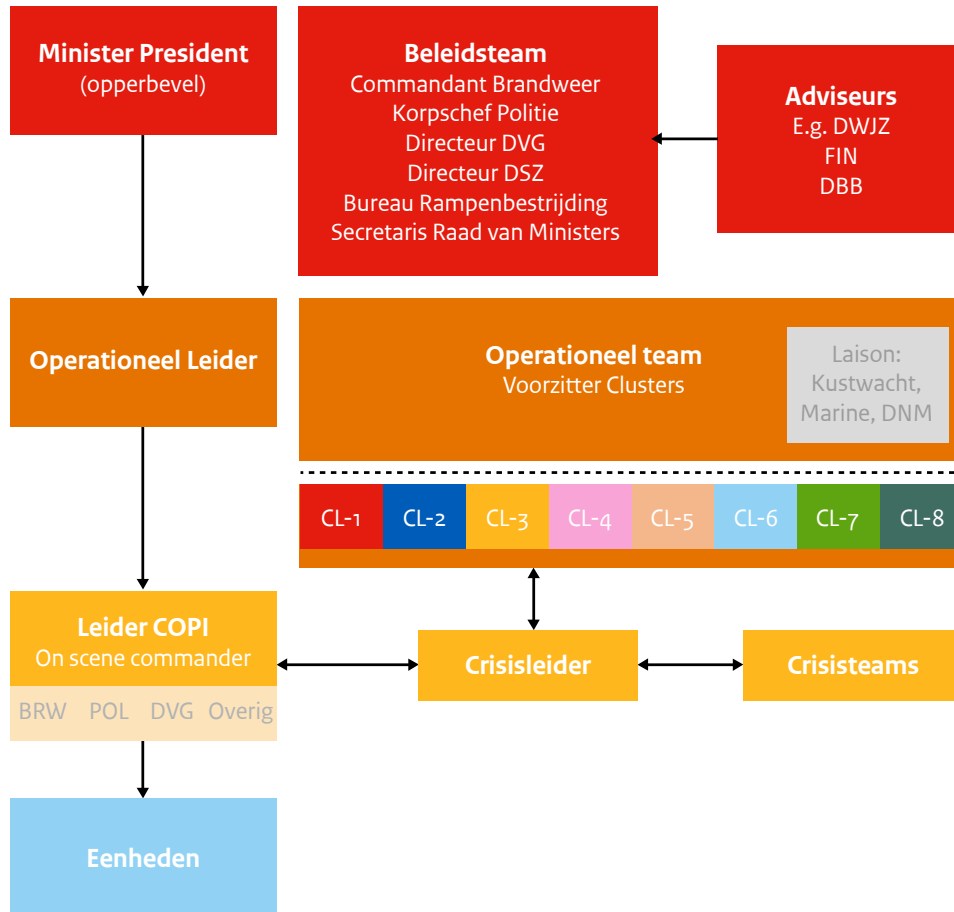 Minister President
(opperbevel)
Beleidsteam
Commandant Brandweer
Korpschef Politie
Directeur DVG
Directeur DSZ
Bureau Rampenbestrijding
Secretaris Raad van Ministers
Adviseurs
E.g. DWJZ
FIN
DBB
Operationeel Leider
Operationeel team
Voorzitter Clusters
Laison:
Kustwacht,
Marine, DNM
CL-1 CL-2 CL-3 CL-4 CL-5 CL-6 CL-7 CL-8
Leider COPI
On scene commander
BRW POL DVG Overig
Crisisleider
Crisisteams
Eenheden